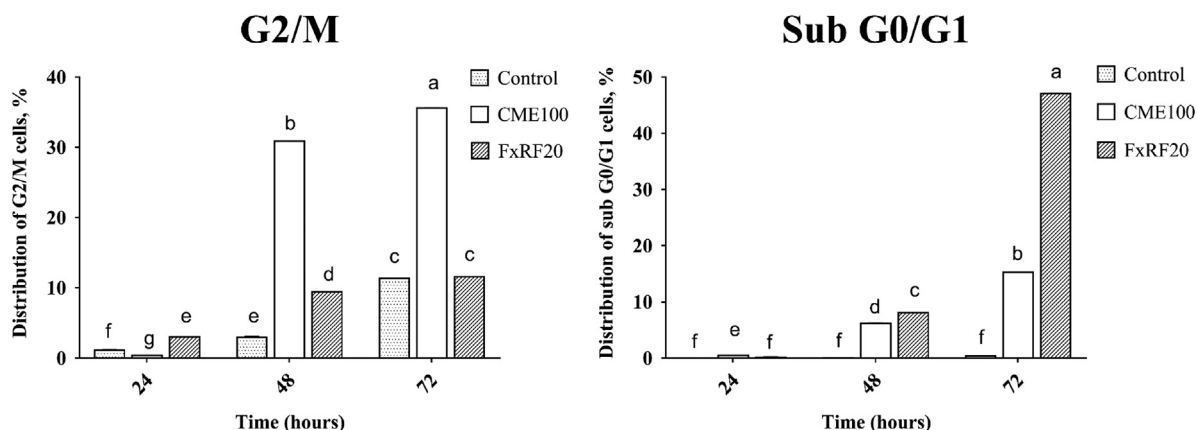 G2/M
Distribution of G2/M cells, %
40
30
20
10
0
f
g
e
e
b
d
c
a
c
24
48
72
Time (hours)
Control
CME100
FxRF20
Sub G0/G1
Distribution of sub G0/G1 cells, %
50
40
30
20
10
0
f
e
f
f
d
c
f
b
a
24
48
72
Time (hours)
Control
CME100
FxRF20